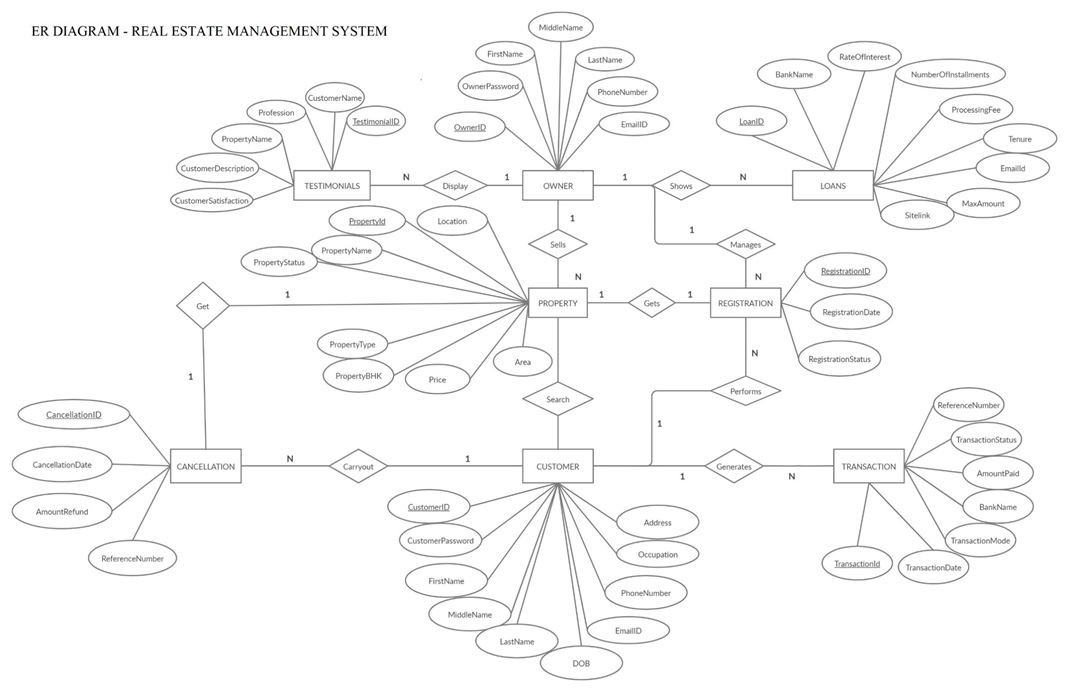 ER DIAGRAM - REAL ESTATE MANAGEMENT SYSTEM
MiddleName
FirstName
LastName
OwnerPassword
PhoneNumber
OwnerID
EmailID
CustomerName
Profession
TestimonialID
PropertyName
CustomerDescription
CustomerSatisfaction
RateOfInterest
BankName
NumberOfInstallments
LoanID
ProcessingFee
Tenure
EmailId
MaxAmount
Sitelink
TESTIMONIALS
N
Display
1
OWNER
1
Shows
N
LOANS
1
Sells
N
1
Manages
N
PropertyId
Location
PropertyName
PropertyStatus
Get
1
PROPERTY
1
Gets
1
REGISTRATION
RegistrationID
RegistrationDate
RegistrationStatus
PropertyType
PropertyBHK
Price
Area
1
Search
N
Performs
1
CancellationID
CancellationDate
AmountRefund
ReferenceNumber
CANCELLATION
N
Carryout
1
CUSTOMER
1
Generates
N
TRANSACTION
ReferenceNumber
TransactionStatus
AmountPaid
BankName
TransactionMode
TransactionDate
TransactionId
CustomerID
CustomerPassword
FirstName
MiddleName
LastName
DOB
EmailID
PhoneNumber
Occupation
Address